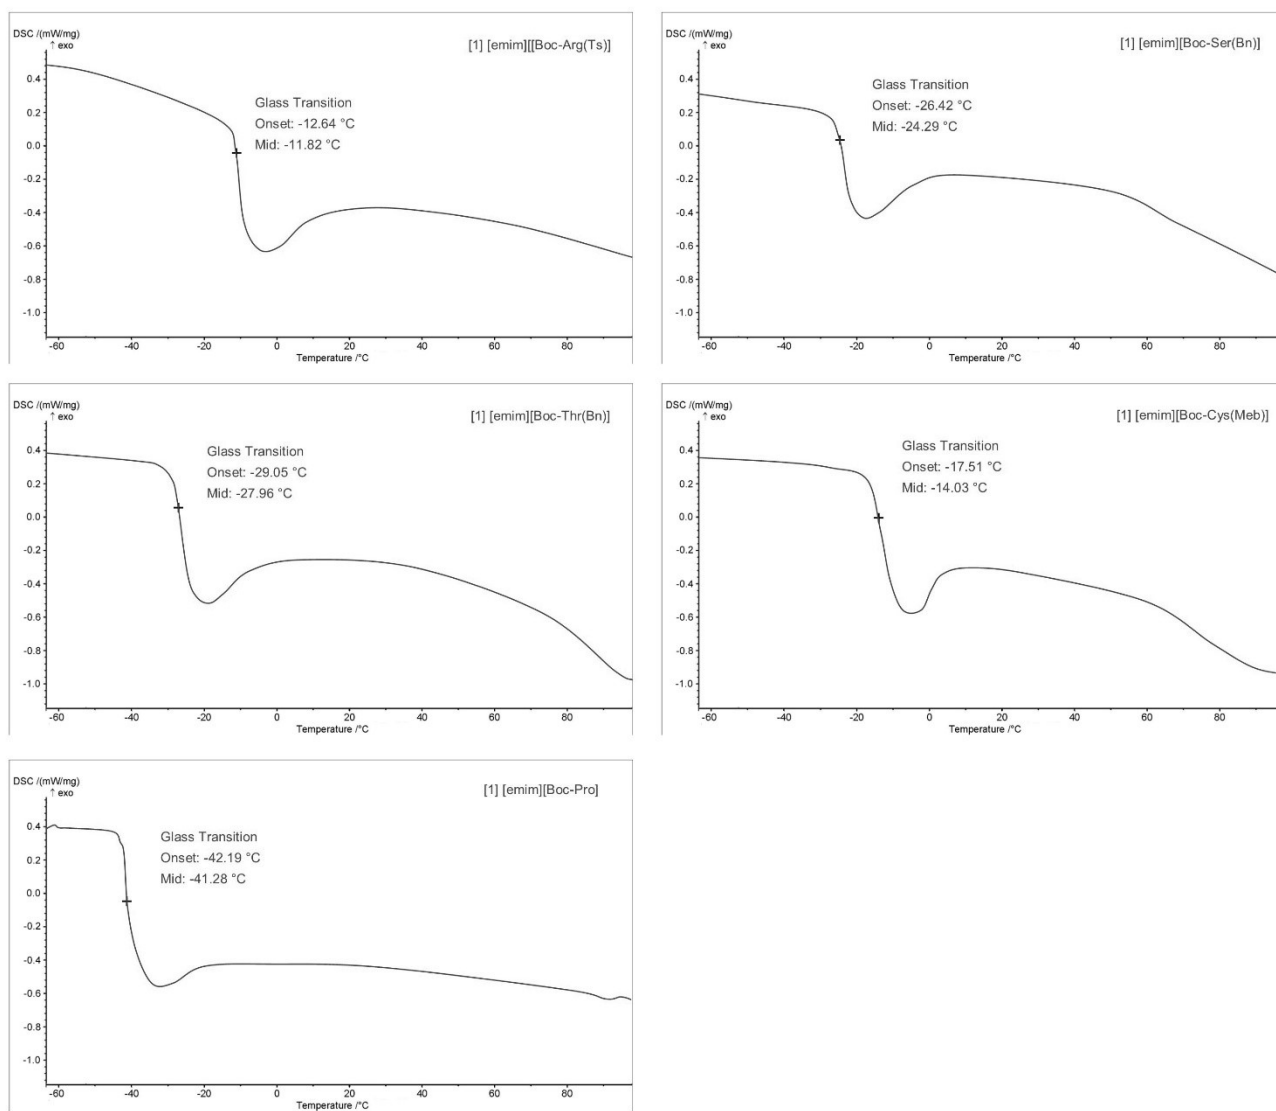 DSC /(mW/mg)
↑ exo
[1] [emim][[Boc-Arg(Ts)]
Glass Transition
Onset: -12.64 °C
Mid: -11.82 °C
0.4
0.2
0.0
-0.2
-0.4
-0.6
-0.8
-1.0
-60 -40 -20 0 20 40 60 80
Temperature /°C
DSC /(mW/mg)
↑ exo
[1] [emim][Boc-Ser(Bn)]
Glass Transition
Onset: -26.42 °C
Mid: -24.29 °C
0.4
0.2
0.0
-0.2
-0.4
-0.6
-0.8
-1.0
-60 -40 -20 0 20 40 60 80
Temperature /°C
DSC /(mW/mg)
↑ exo
[1] [emim][Boc-Thr(Bn)]
Glass Transition
Onset: -29.05 °C
Mid: -27.96 °C
0.4
0.2
0.0
-0.2
-0.4
-0.6
-0.8
-1.0
-60 -40 -20 0 20 40 60 80
Temperature /°C
DSC /(mW/mg)
↑ exo
[1] [emim][Boc-Cys(Meb)]
Glass Transition
Onset: -17.51 °C
Mid: -14.03 °C
0.4
0.2
0.0
-0.2
-0.4
-0.6
-0.8
-1.0
-60 -40 -20 0 20 40 60 80
Temperature /°C
DSC /(mW/mg)
↑ exo
[1] [emim][Boc-Pro]
Glass Transition
Onset: -42.19 °C
Mid: -41.28 °C
0.4
0.2
0.0
-0.2
-0.4
-0.6
-0.8
-1.0
-60 -40 -20 0 20 40 60 80
Temperature /°C